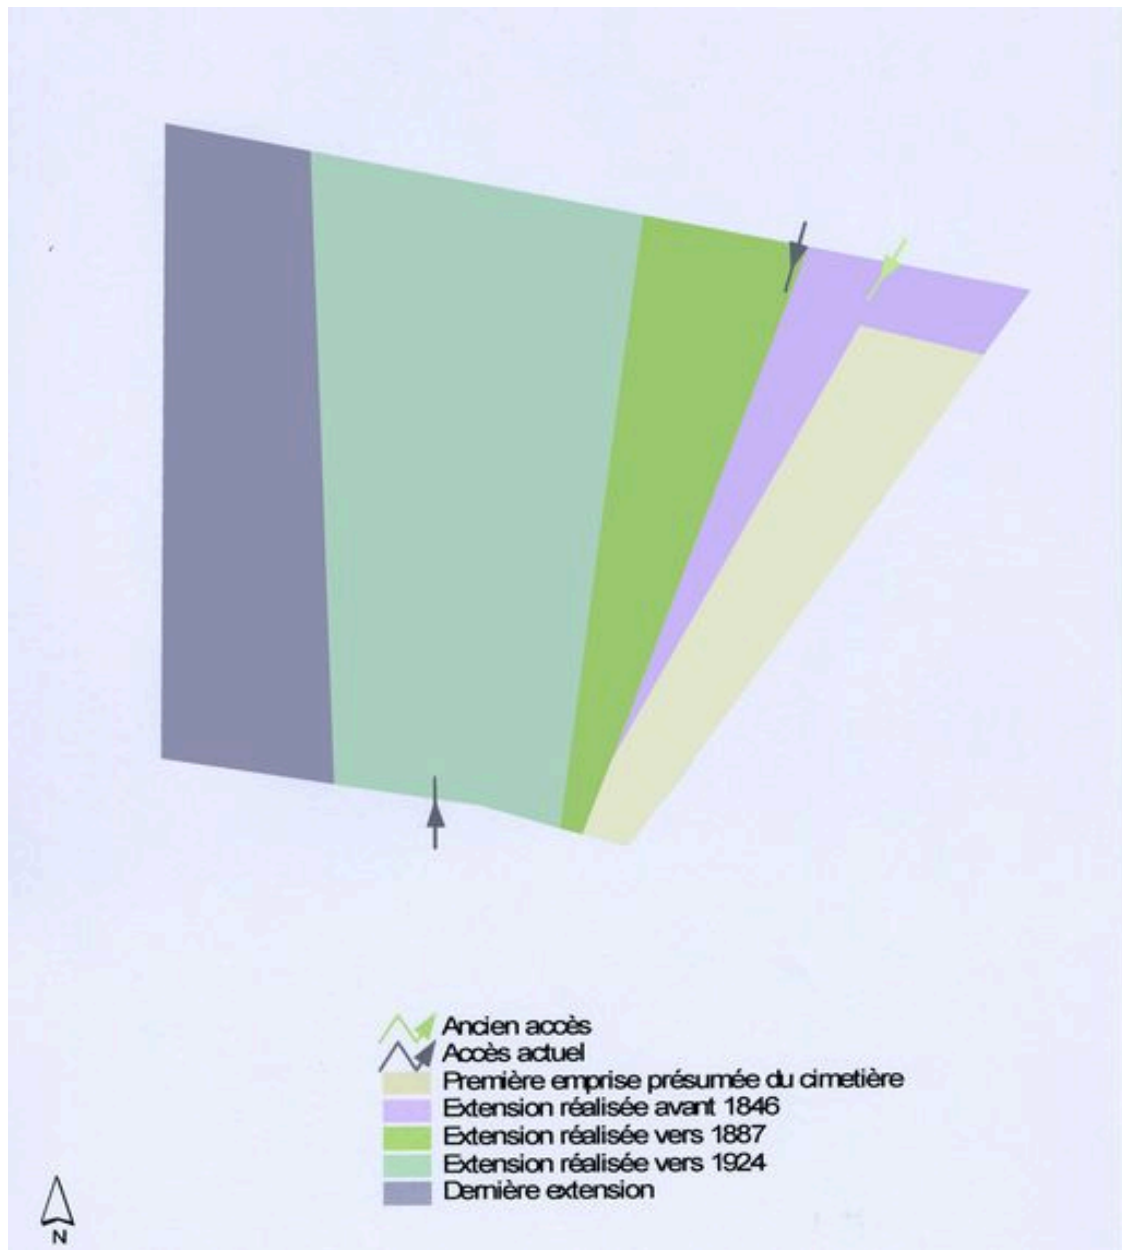 Ancien accès
Accès actuel
Première emprise présumée du cimetière
Extension réalisée avant 1846
Extension réalisée vers 1887
Extension réalisée vers 1924
Dernière extension
N